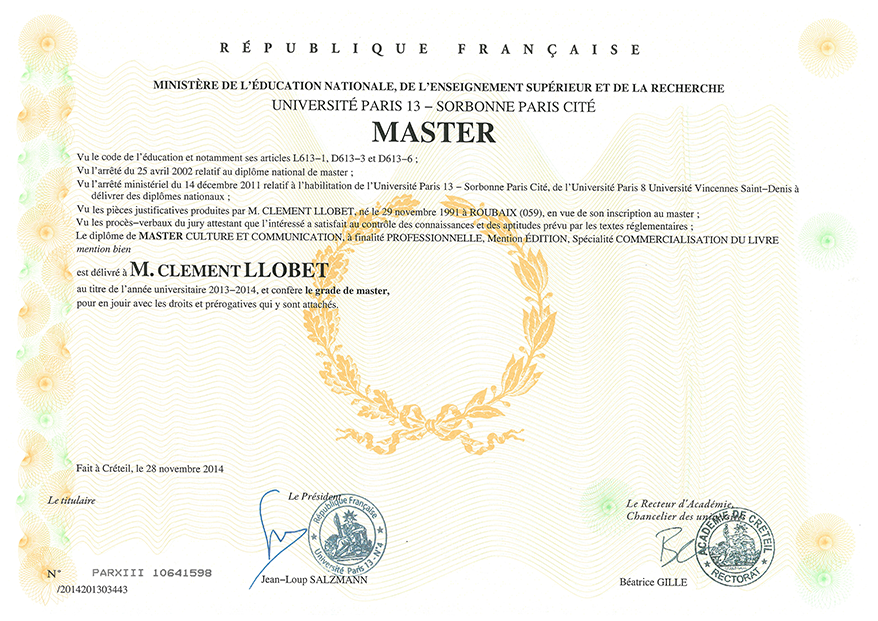 RÉPUBLIQUE FRANÇAISE
MINISTÈRE DE L'ÉDUCATION NATIONALE, DE L'ENSEIGNEMENT SUPÉRIEUR ET DE LA RECHERCHE
UNIVERSITÉ PARIS 13 – SORBONNE PARIS CITÉ
MASTER
Vu le code de l'éducation et notamment ses articles L613–1, D613–3 et D613–6 ;
Vu l'arrêté du 25 avril 2002 relatif au diplôme national de master ;
Vu l'arrêté ministériel du 14 décembre 2011 relatif à l'habilitation de l'Université Paris 13 – Sorbonne Paris Cité, de l'Université Paris 8 Université Vincennes Saint–Denis à
délivrer des diplômes nationaux ;
Vu les pièces justificatives produites par M. CLEMENT LLOBET, né le 29 novembre 1991 à ROUBAIX (059), en vue de son inscription au master ;
Vu les procès–verbaux du jury attestant que l'intéressé a satisfait au contrôle des connaissances et des aptitudes prévu par les textes réglementaires ;
Le diplôme de MASTER CULTURE ET COMMUNICATION, à finalité PROFESSIONNELLE, Mention ÉDITION, Spécialité COMMERCIALISATION DU LIVRE
mention bien
est délivré à M. CLEMENT LLOBET
au titre de l'année universitaire 2013–2014, et confère le grade de master,
pour en jouir avec les droits et prérogatives qui y sont attachés.
Fait à Créteil, le 28 novembre 2014
Le titulaire
Le Président
République Française
Université Paris 13 - N°4
Jean–Loup SALZMANN
Le Recteur d'Académie,
Chancelier des
ACADÉMIE DE CRETEIL
RECTORAT
Béatrice GILLE
N° PARXIII 10641598
/2014201303443